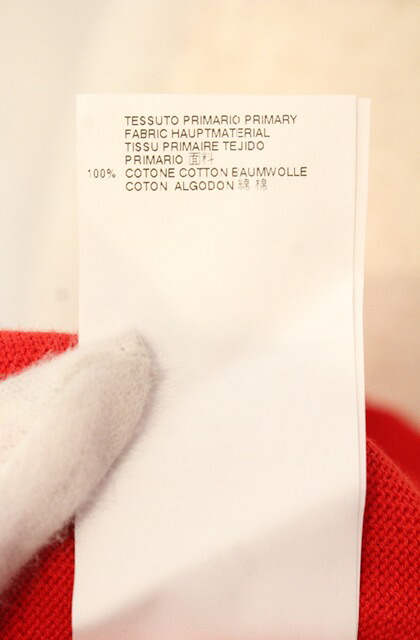 TESSUTO PRIMARIO PRIMARY
FABRIC HAUPTMATERIAL
TISSU PRIMAIRE TEJIDO
PRIMARIO 面料
100% COTONE COTTON BAUMWOLLE
COTON ALGODON 綿 棉